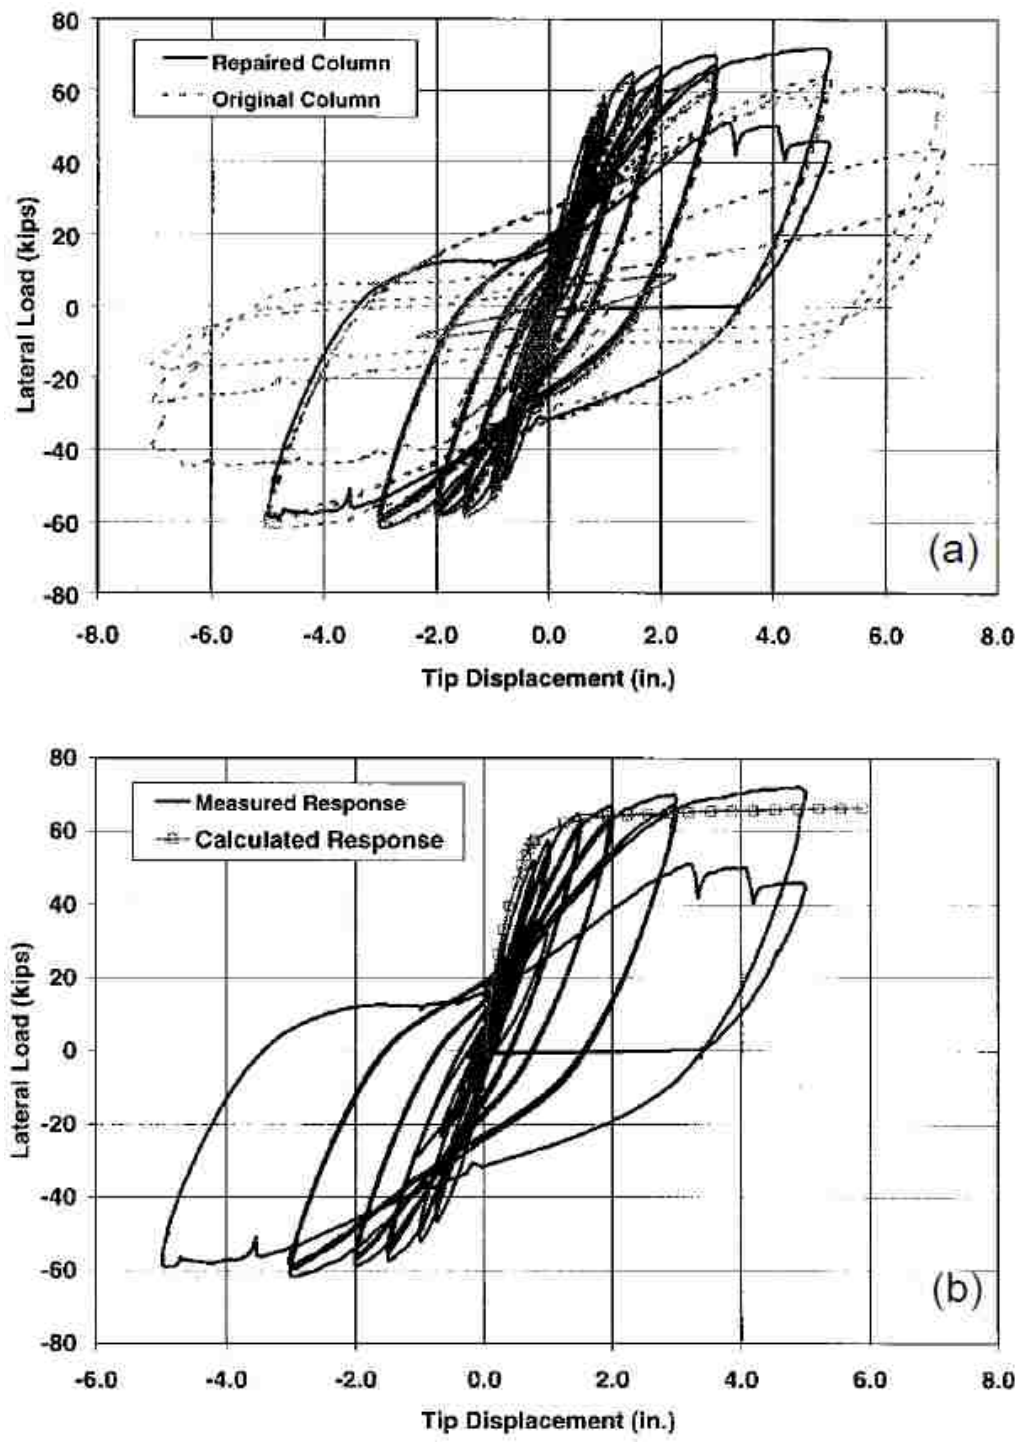 80
60
40
20
0
-20
-40
-60
-80
Lateral Load (kips)
Repaired Column
Original Column
(a)
-8.0 -6.0 -4.0 -2.0 0.0 2.0 4.0 6.0 8.0
Tip Displacement (in.)
80
60
40
20
0
-20
-40
-60
-80
Lateral Load (kips)
Measured Response
Calculated Response
(b)
-6.0 -4.0 -2.0 0.0 2.0 4.0 6.0 8.0
Tip Displacement (in.)